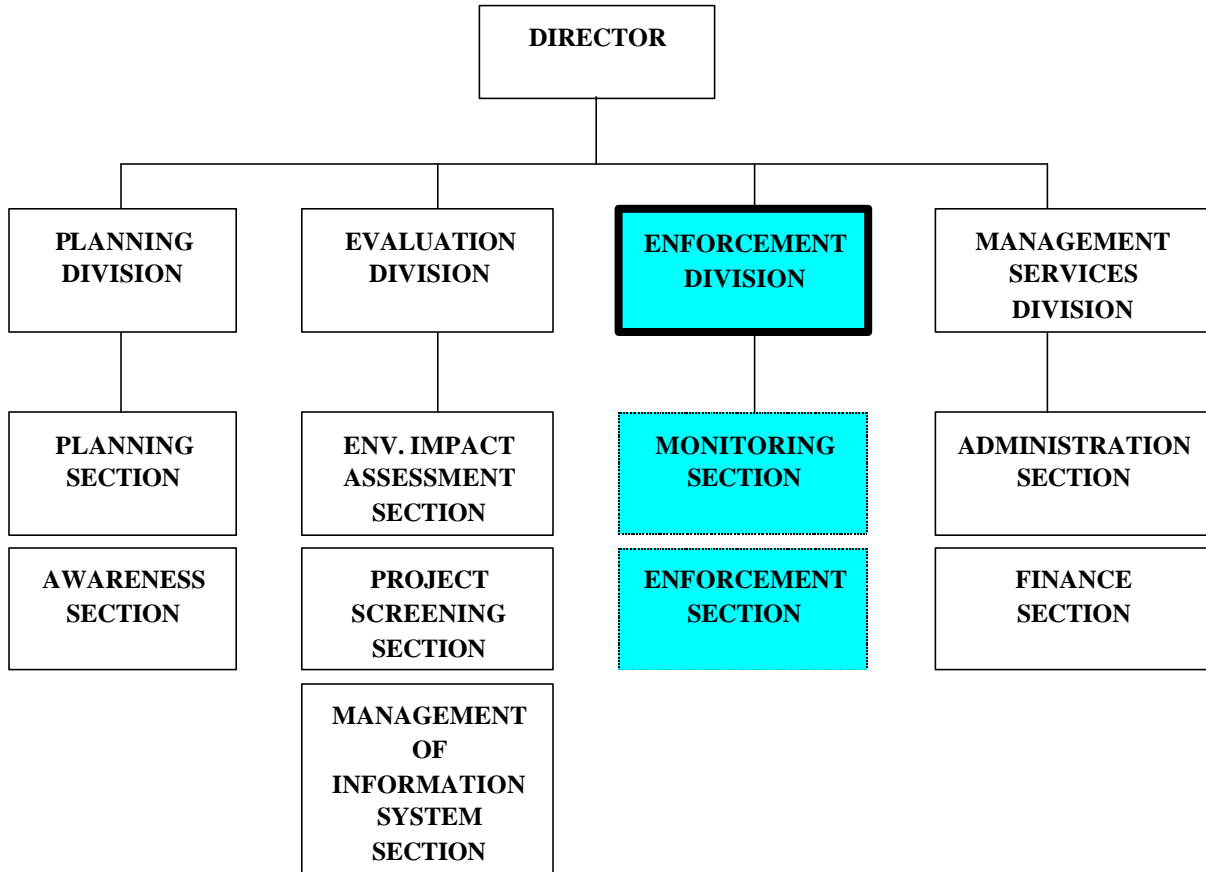 DIRECTOR
PLANNING
DIVISION
EVALUATION
DIVISION
ENFORCEMENT
DIVISION
MANAGEMENT
SERVICES
DIVISION
PLANNING
SECTION
ENV. IMPACT
ASSESSMENT
SECTION
MONITORING
SECTION
ADMINISTRATION
SECTION
AWARENESS
SECTION
PROJECT
SCREENING
SECTION
ENFORCEMENT
SECTION
FINANCE
SECTION
MANAGEMENT
OF
INFORMATION
SYSTEM
SECTION